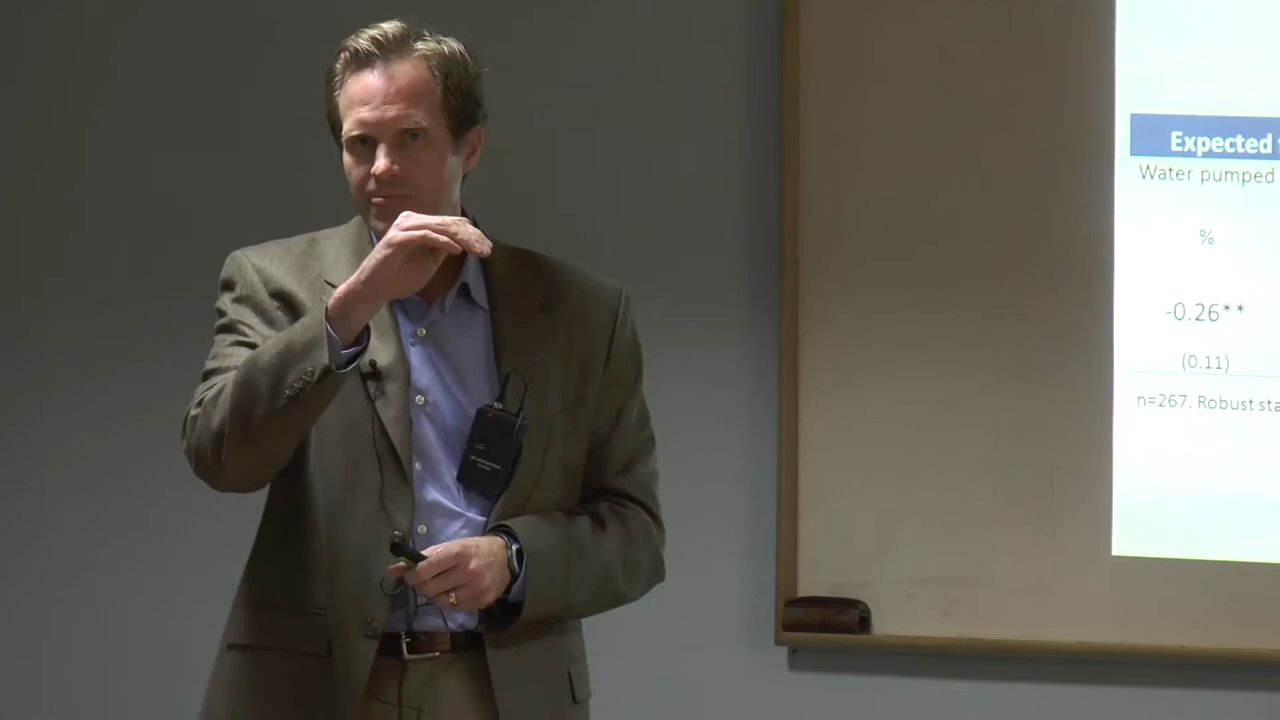 Expected
Water pumped
%
-0.26**
(0.11)
n=267. Robust sta